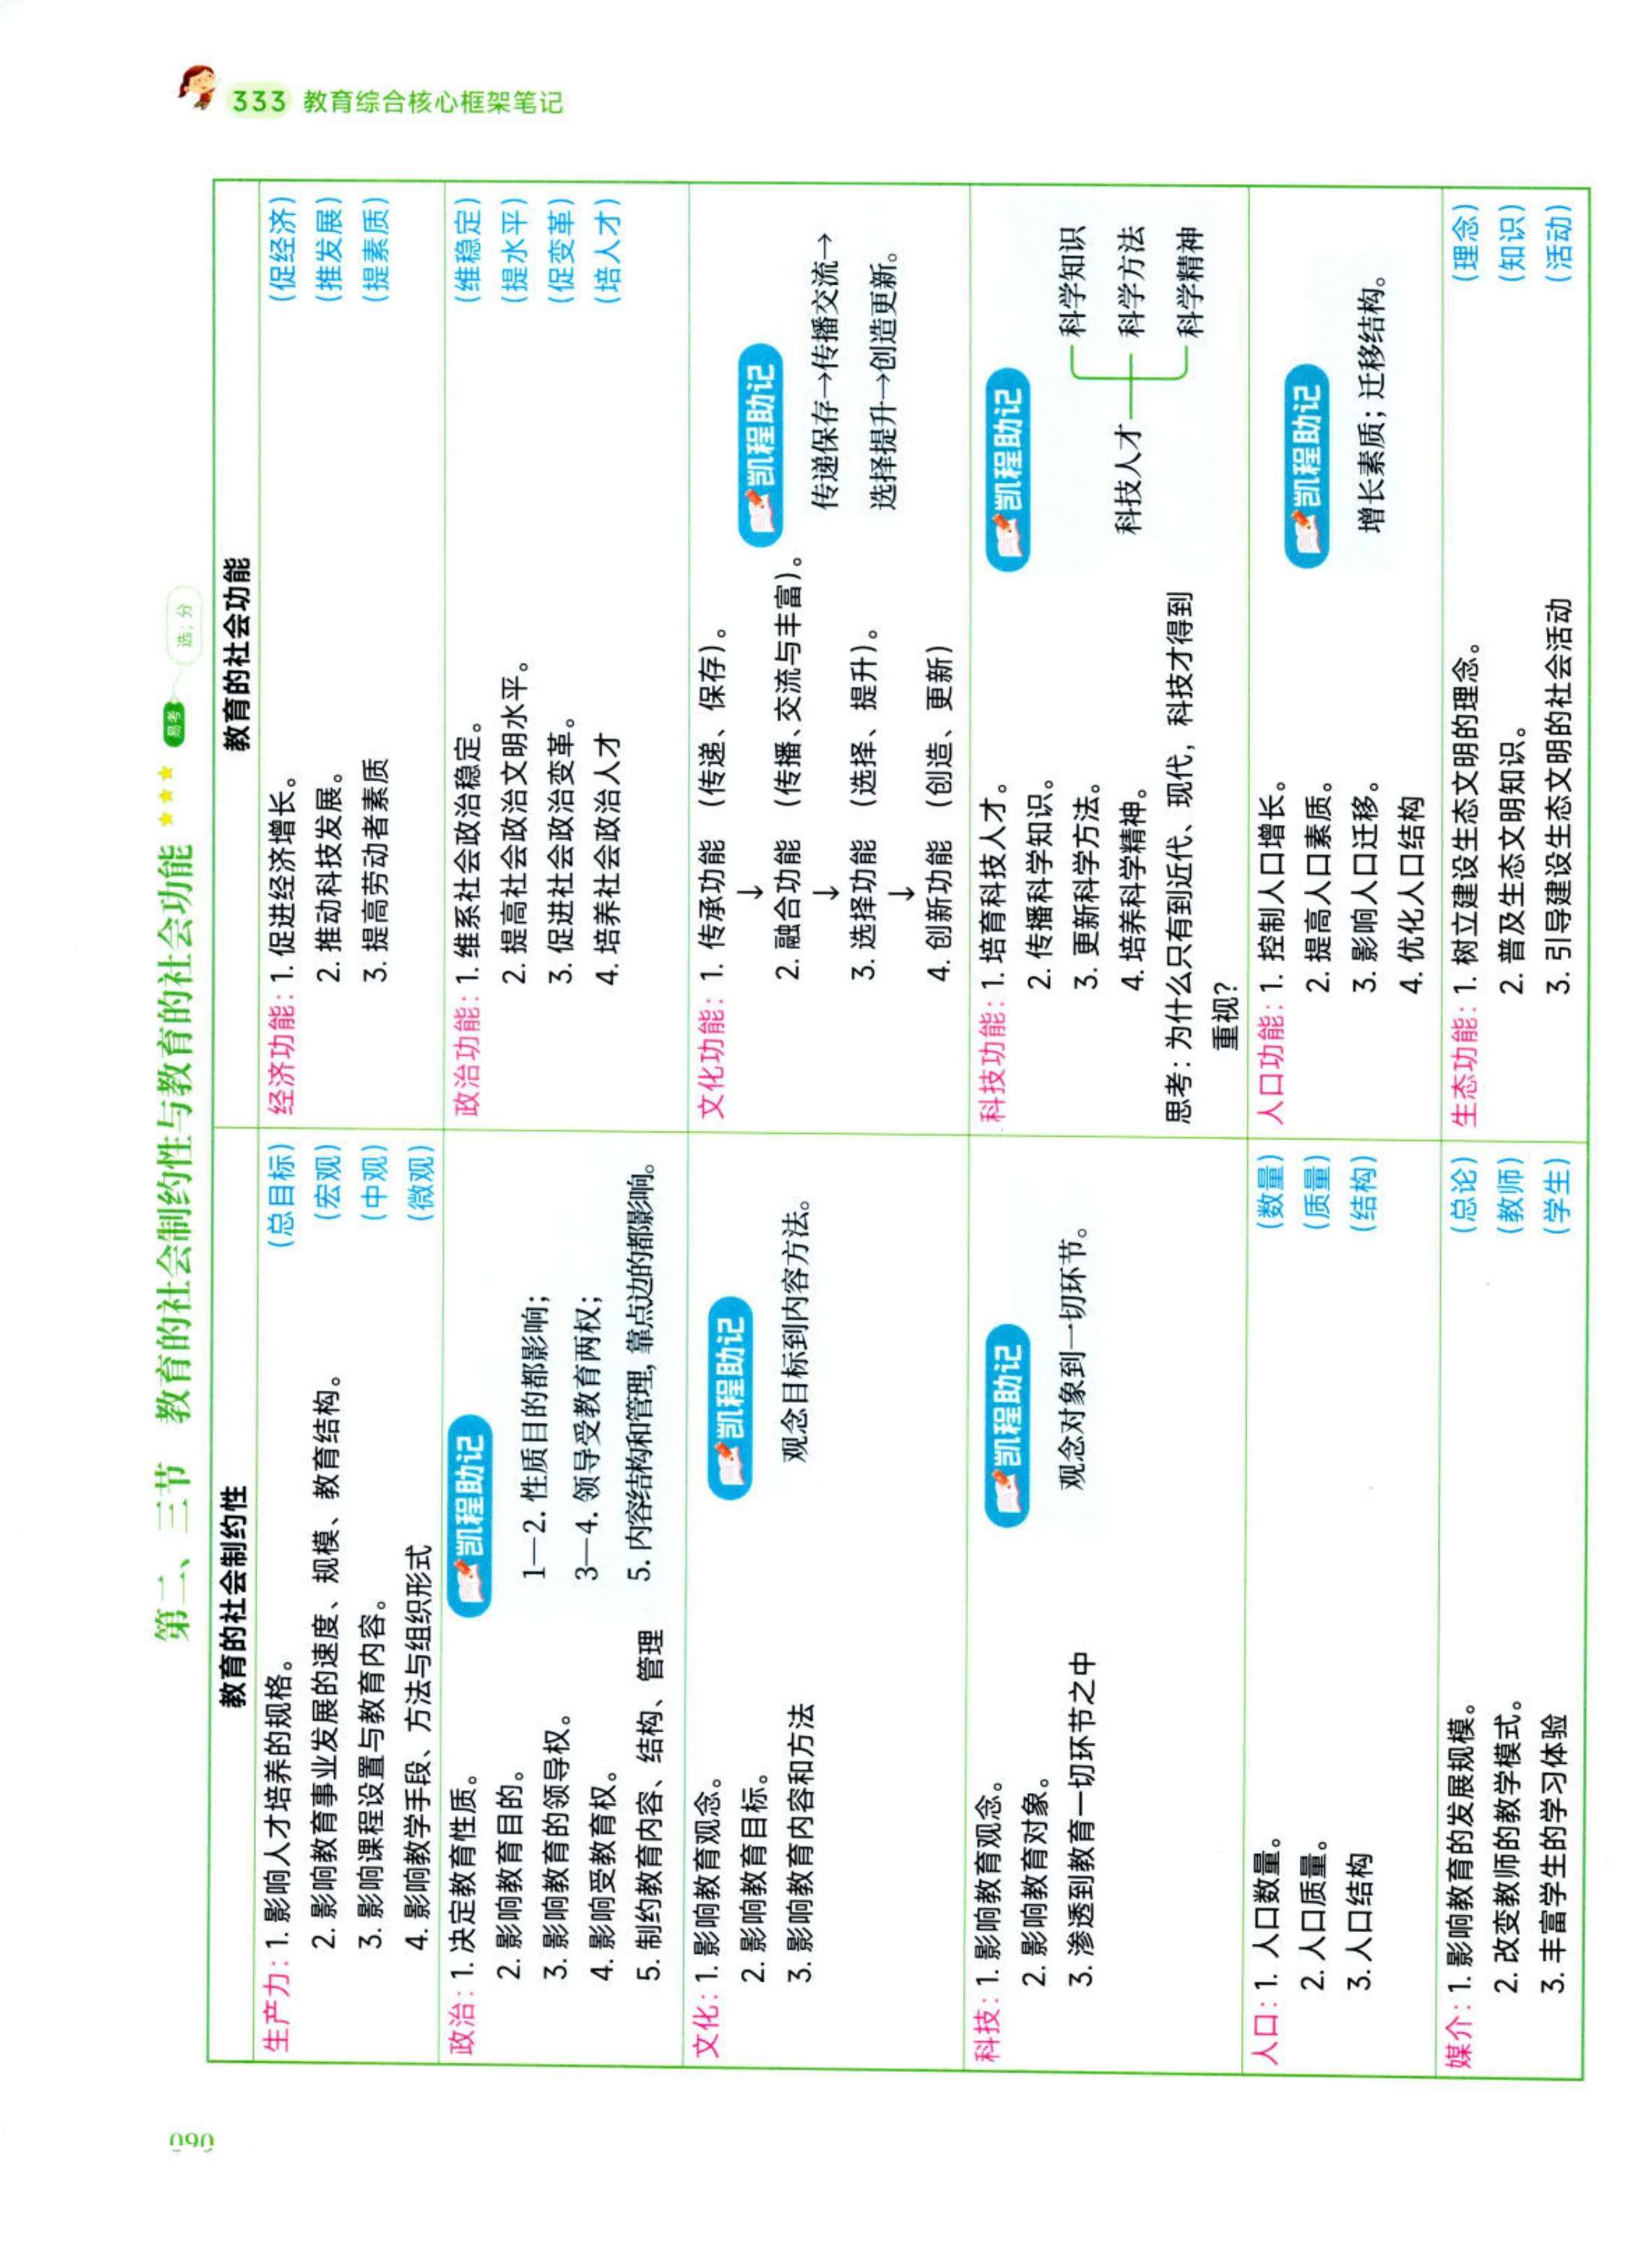 333 教育综合核心框架笔记
第二、三节 教育的社会制约性与教育的社会功能 ★★★ 易考 选;分
教育的社会制约性
教育的社会功能
生产力:1. 影响人才培养的规格。 (总目标)
2. 影响教育事业发展的速度、规模、教育结构。 (宏观)
3. 影响课程设置与教育内容。 (中观)
4. 影响教学手段、方法与组织形式 (微观)
经济功能:1. 促进经济增长。 (促经济)
2. 推动科技发展。 (推发展)
3. 提高劳动者素质 (提素质)
政治:1. 决定教育性质。
2. 影响教育目的。
3. 影响教育的领导权。
4. 影响受教育权。
5. 制约教育内容、结构、管理
凯程助记
1—2. 性质目的都影响;
3—4. 领导受教育两权;
5. 内容结构和管理,靠点边的都影响。
政治功能:1. 维系社会政治稳定。 (维稳定)
2. 提高社会政治文明水平。 (提水平)
3. 促进社会政治变革。 (促变革)
4. 培养社会政治人才 (培人才)
文化:1. 影响教育观念。
2. 影响教育目标。
3. 影响教育内容和方法
凯程助记
观念目标到内容方法。
文化功能:1. 传承功能 (传递、保存)。
↓
2. 融合功能 (传播、交流与丰富)。
↓
3. 选择功能 (选择、提升)。
↓
4. 创新功能 (创造、更新)
凯程助记
传递保存→传播交流→
选择提升→创造更新。
科技:1. 影响教育观念。
2. 影响教育对象。
3. 渗透到教育一切环节之中
凯程助记
观念对象到一切环节。
科技功能:1. 培育科技人才。
2. 传播科学知识。
3. 更新科学方法。
4. 培养科学精神。
思考:为什么只有到近代、现代,科技才得到
重视?
凯程助记
科技人才
科学知识
科学方法
科学精神
人口:1. 人口数量。 (数量)
2. 人口质量。 (质量)
3. 人口结构 (结构)
人口功能:1. 控制人口增长。
2. 提高人口素质。
3. 影响人口迁移。
4. 优化人口结构
凯程助记
增长素质;迁移结构。
媒介:1. 影响教育的发展规模。 (总论)
2. 改变教师的教学模式。 (教师)
3. 丰富学生的学习体验 (学生)
生态功能:1. 树立建设生态文明的理念。 (理念)
2. 普及生态文明知识。 (知识)
3. 引导建设生态文明的社会活动 (活动)
090